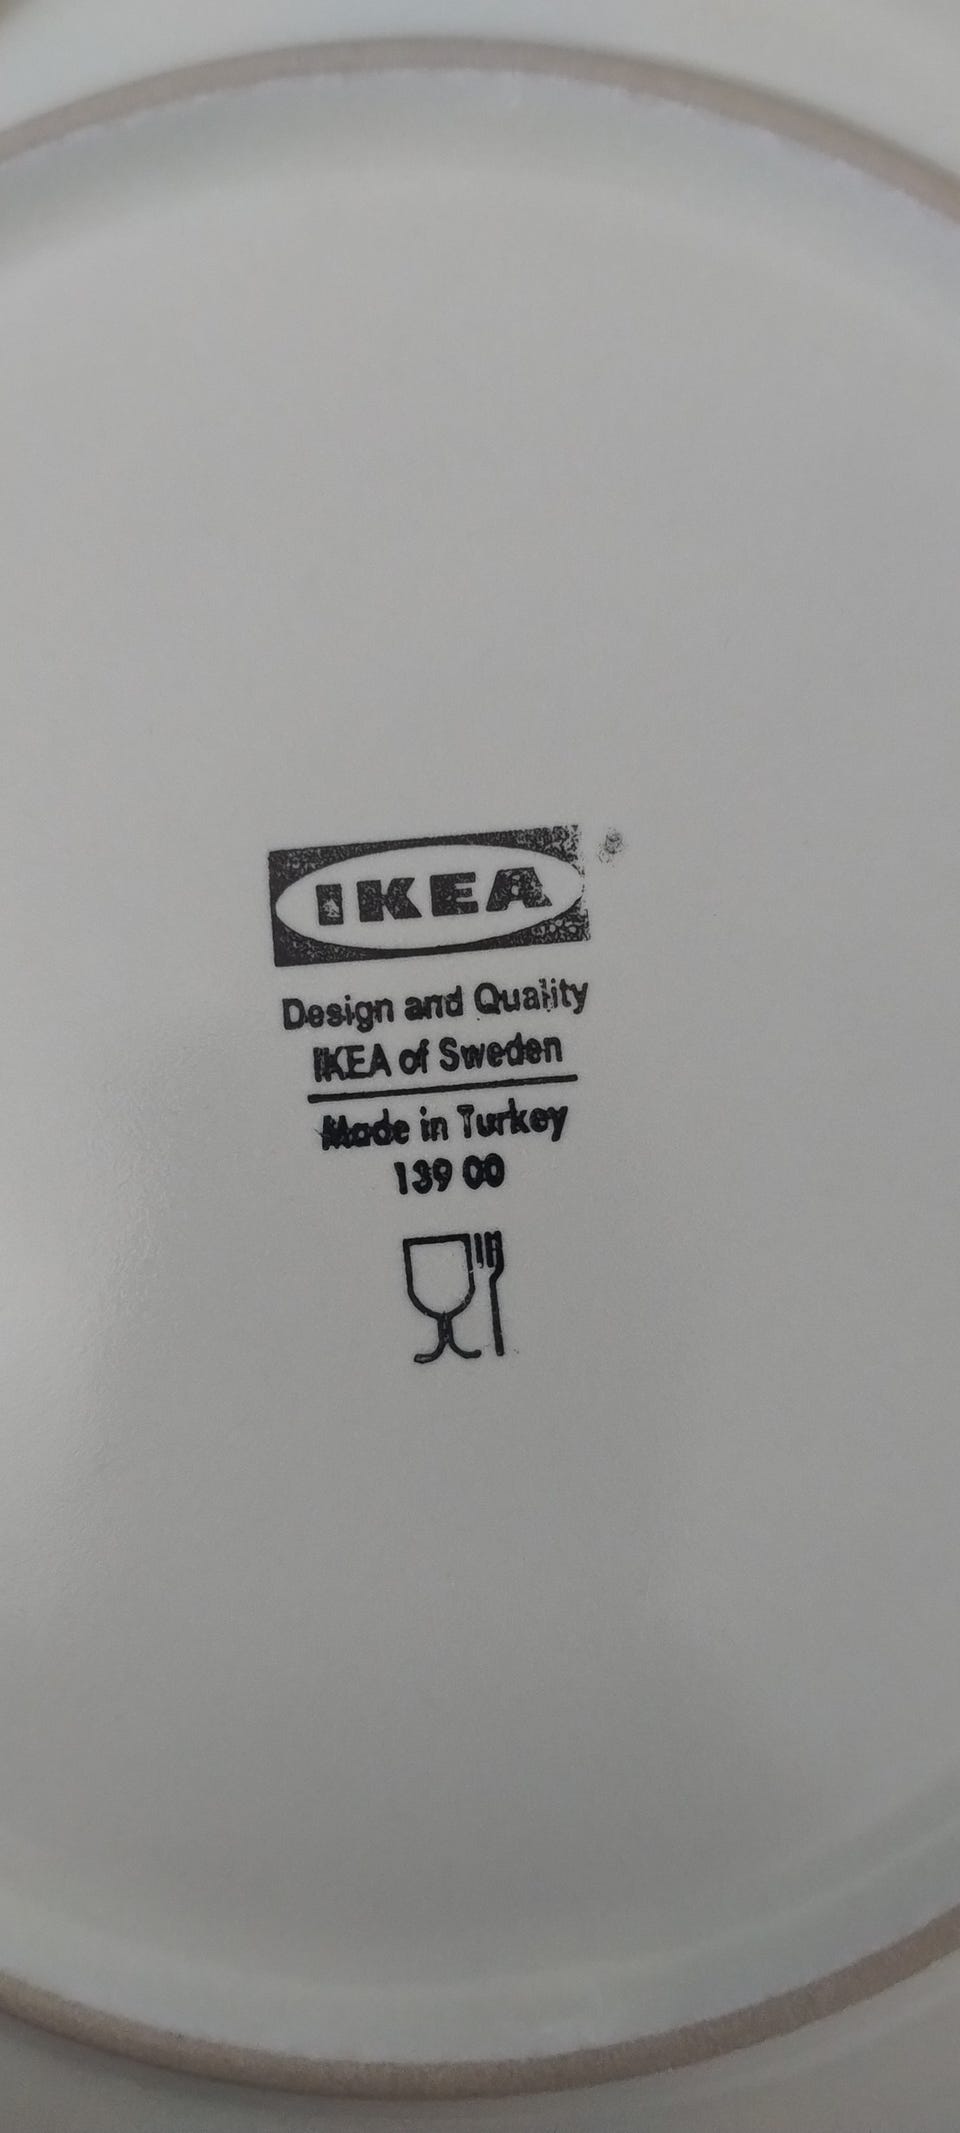 IKEA
Design and Quality
IKEA of Sweden
Made in Turkey
139 00